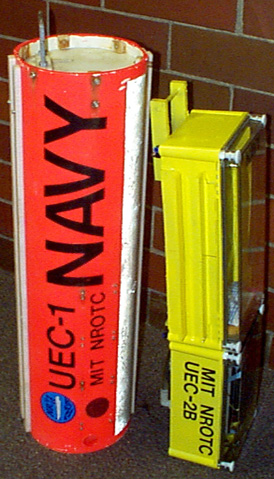 NAVY
UEC-1
MIT NROTC
MIT NROTC
UEC-2B